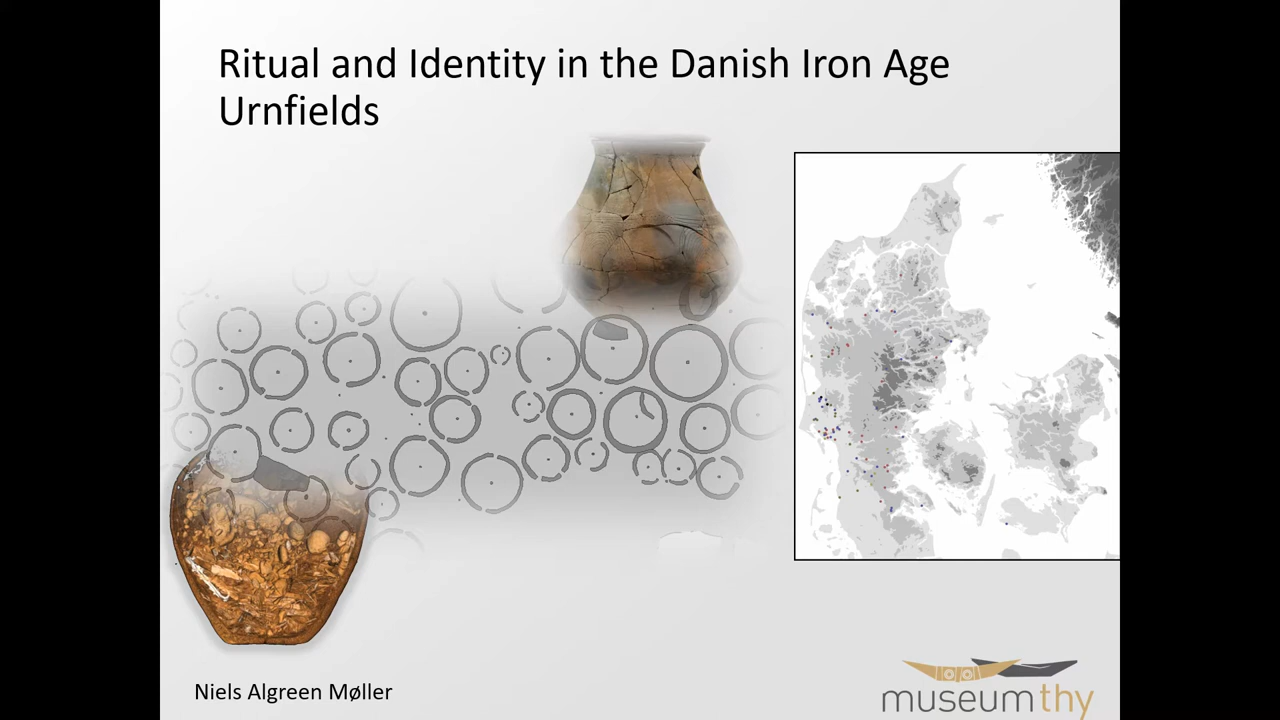 Ritual and Identity in the Danish Iron Age
Urnfields
Niels Algreen Møller
museumthy